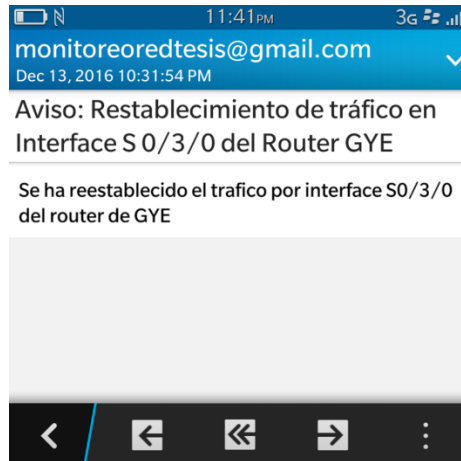 11:41PM 3G
monitoreoredtesis@gmail.com
Dec 13, 2016 10:31:54 PM
Aviso: Restablecimiento de tráfico en
Interface S 0/3/0 del Router GYE
Se ha reestablecido el trafico por interface S0/3/0
del router de GYE